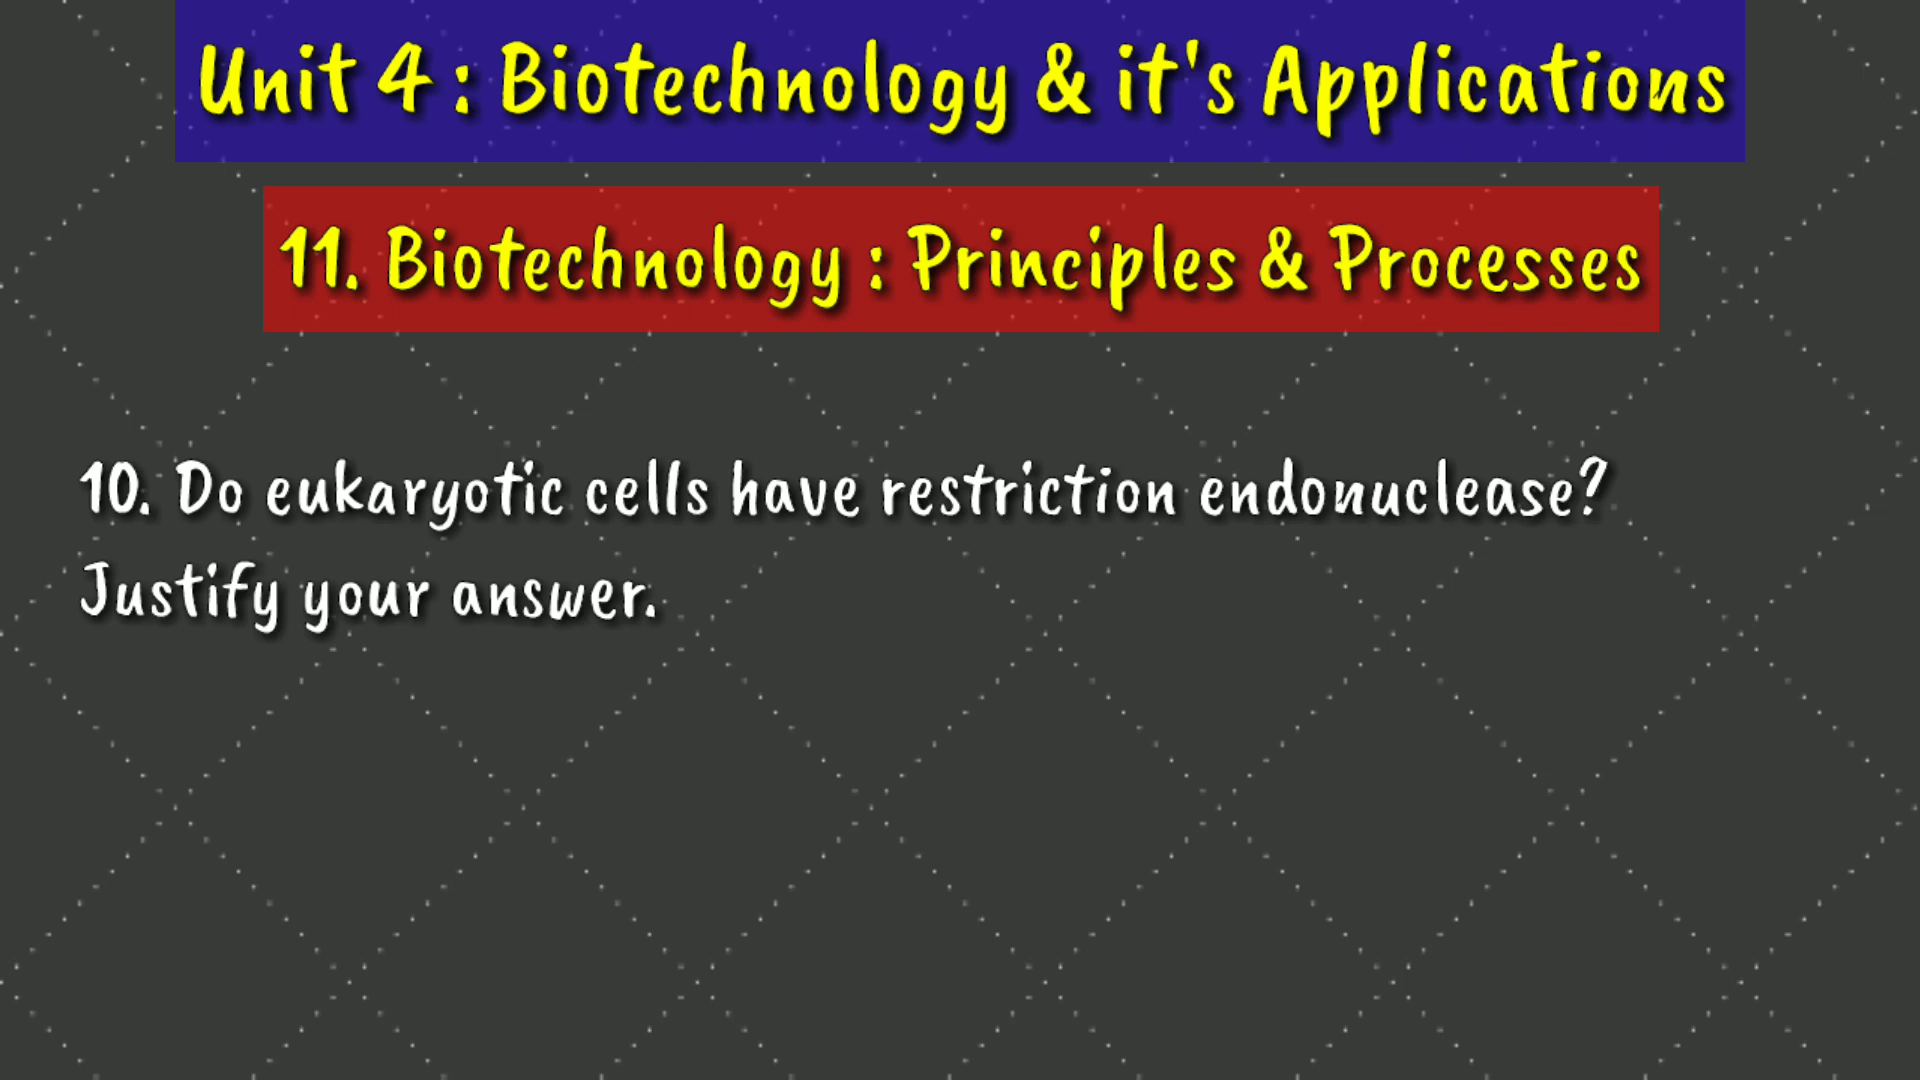 Unit 4 : Biotechnology & it's Applications
11. Biotechnology : Principles & Processes
10. Do eukaryotic cells have restriction endonuclease?
Justify your answer.